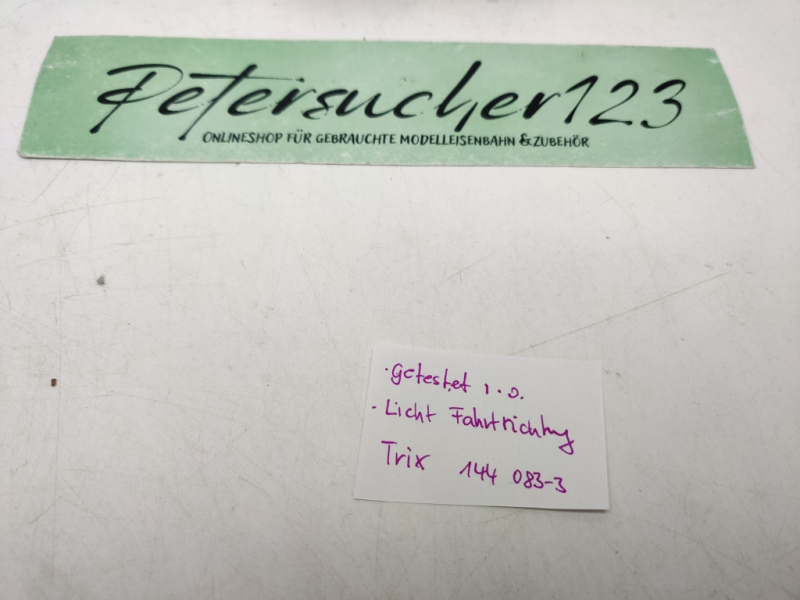 Petersucher123
ONLINESHOP FÜR GEBRAUCHTE MODELLEISENBAHN & ZUBEHÖR
· getestet i.O.
· Licht Fahrtrichtung
Trix 144 083-3